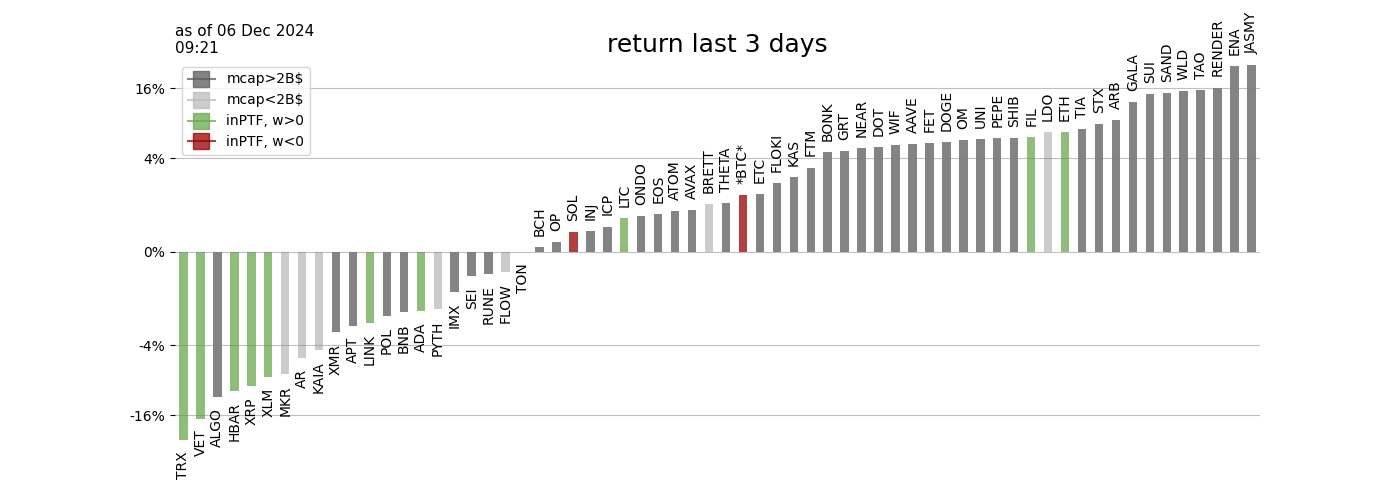 as of 06 Dec 2024
09:21
return last 3 days
mcap>2B$
mcap<2B$
inPTF, w>0
inPTF, w<0
16%
4%
0%
-4%
-16%
TRX
VET
ALGO
HBAR
XRP
XLM
MKR
AR
KAIA
XMR
APT
LINK
POL
BNB
ADA
PYTH
IMX
SEI
RUNE
FLOW
TON
BCH
OP
SOL
INJ
ICP
LTC
ONDO
EOS
ATOM
AVAX
BRETT
THETA
*BTC*
ETC
FLOKI
KAS
FTM
BONK
GRT
NEAR
DOT
WIF
AAVE
FET
DOGE
OM
UNI
PEPE
SHIB
FIL
LDO
ETH
TIA
STX
ARB
GALA
SUI
SAND
WLD
TAO
RENDER
ENA
JASMY